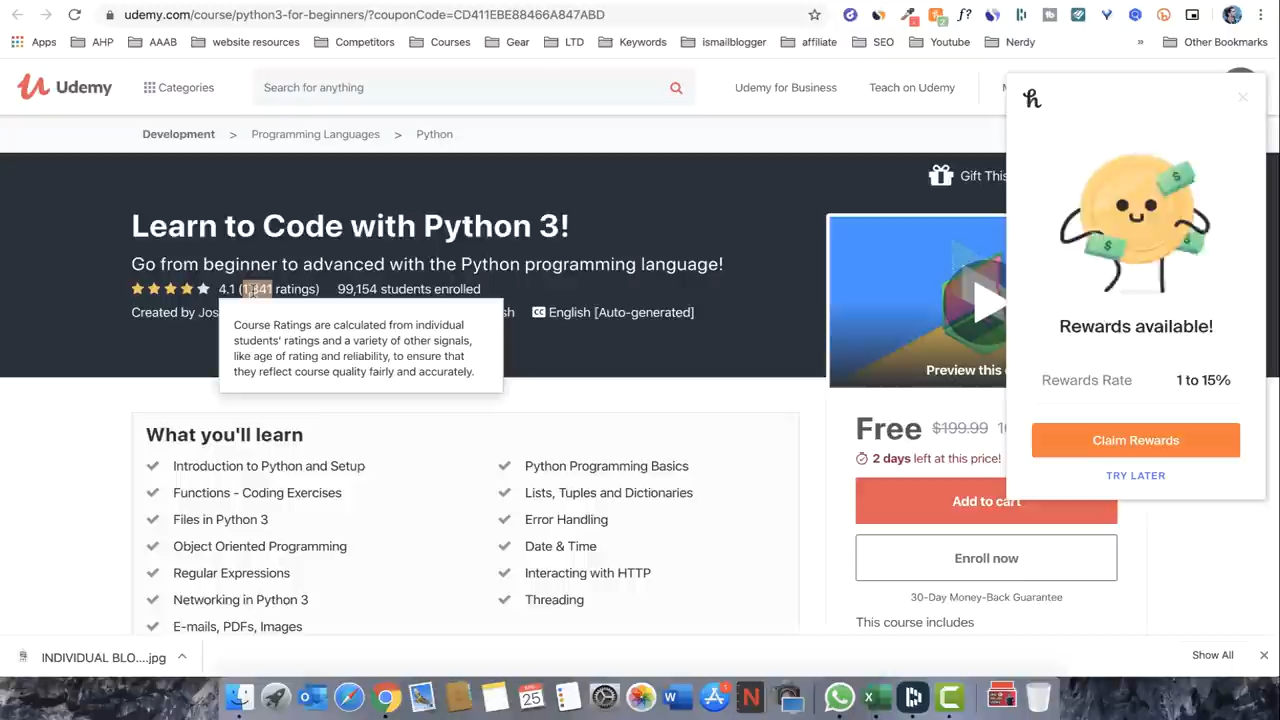 udemy.com/course/python3-for-beginners/?couponCode=CD411EBE88466A847ABD
Apps AHP AAAB website resources Competitors Courses Gear LTD Keywords ismailblogger affiliate SEO Youtube Nerdy » Other Bookmarks
Udemy Categories Search for anything Udemy for Business Teach on Udemy
Development > Programming Languages > Python
Gift This
Learn to Code with Python 3!
Go from beginner to advanced with the Python programming language!
4.1 (1,341 ratings) 99,154 students enrolled
Created by Jos sh CC English [Auto-generated]
Course Ratings are calculated from individual
students' ratings and a variety of other signals,
like age of rating and reliability, to ensure that
they reflect course quality fairly and accurately.
Preview this
What you'll learn
Introduction to Python and Setup
Functions - Coding Exercises
Files in Python 3
Object Oriented Programming
Regular Expressions
Networking in Python 3
E-mails, PDFs, Images
Python Programming Basics
Lists, Tuples and Dictionaries
Error Handling
Date & Time
Interacting with HTTP
Threading
Free $199.99
2 days left at this price!
Add to cart
Enroll now
30-Day Money-Back Guarantee
This course includes
Rewards available!
Rewards Rate 1 to 15%
Claim Rewards
TRY LATER
INDIVIDUAL BLO....jpg
Show All